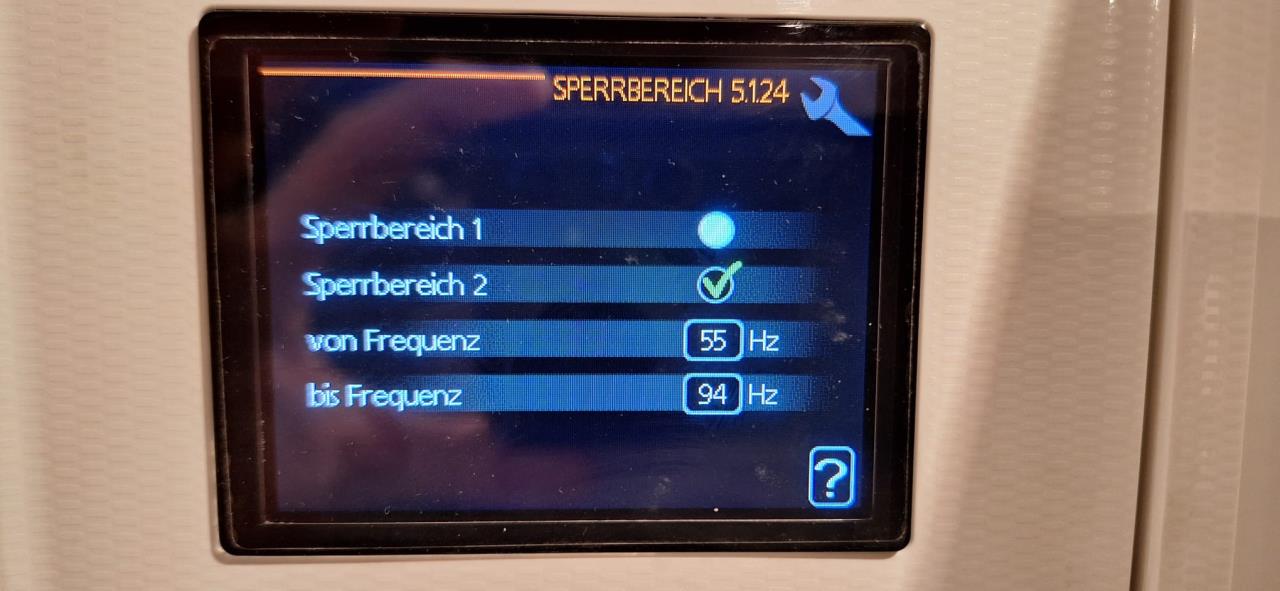 SPERRBEREICH 5.1.24
Sperrbereich 1
Sperrbereich 2
von Frequenz 55 Hz
bis Frequenz 94 Hz
?